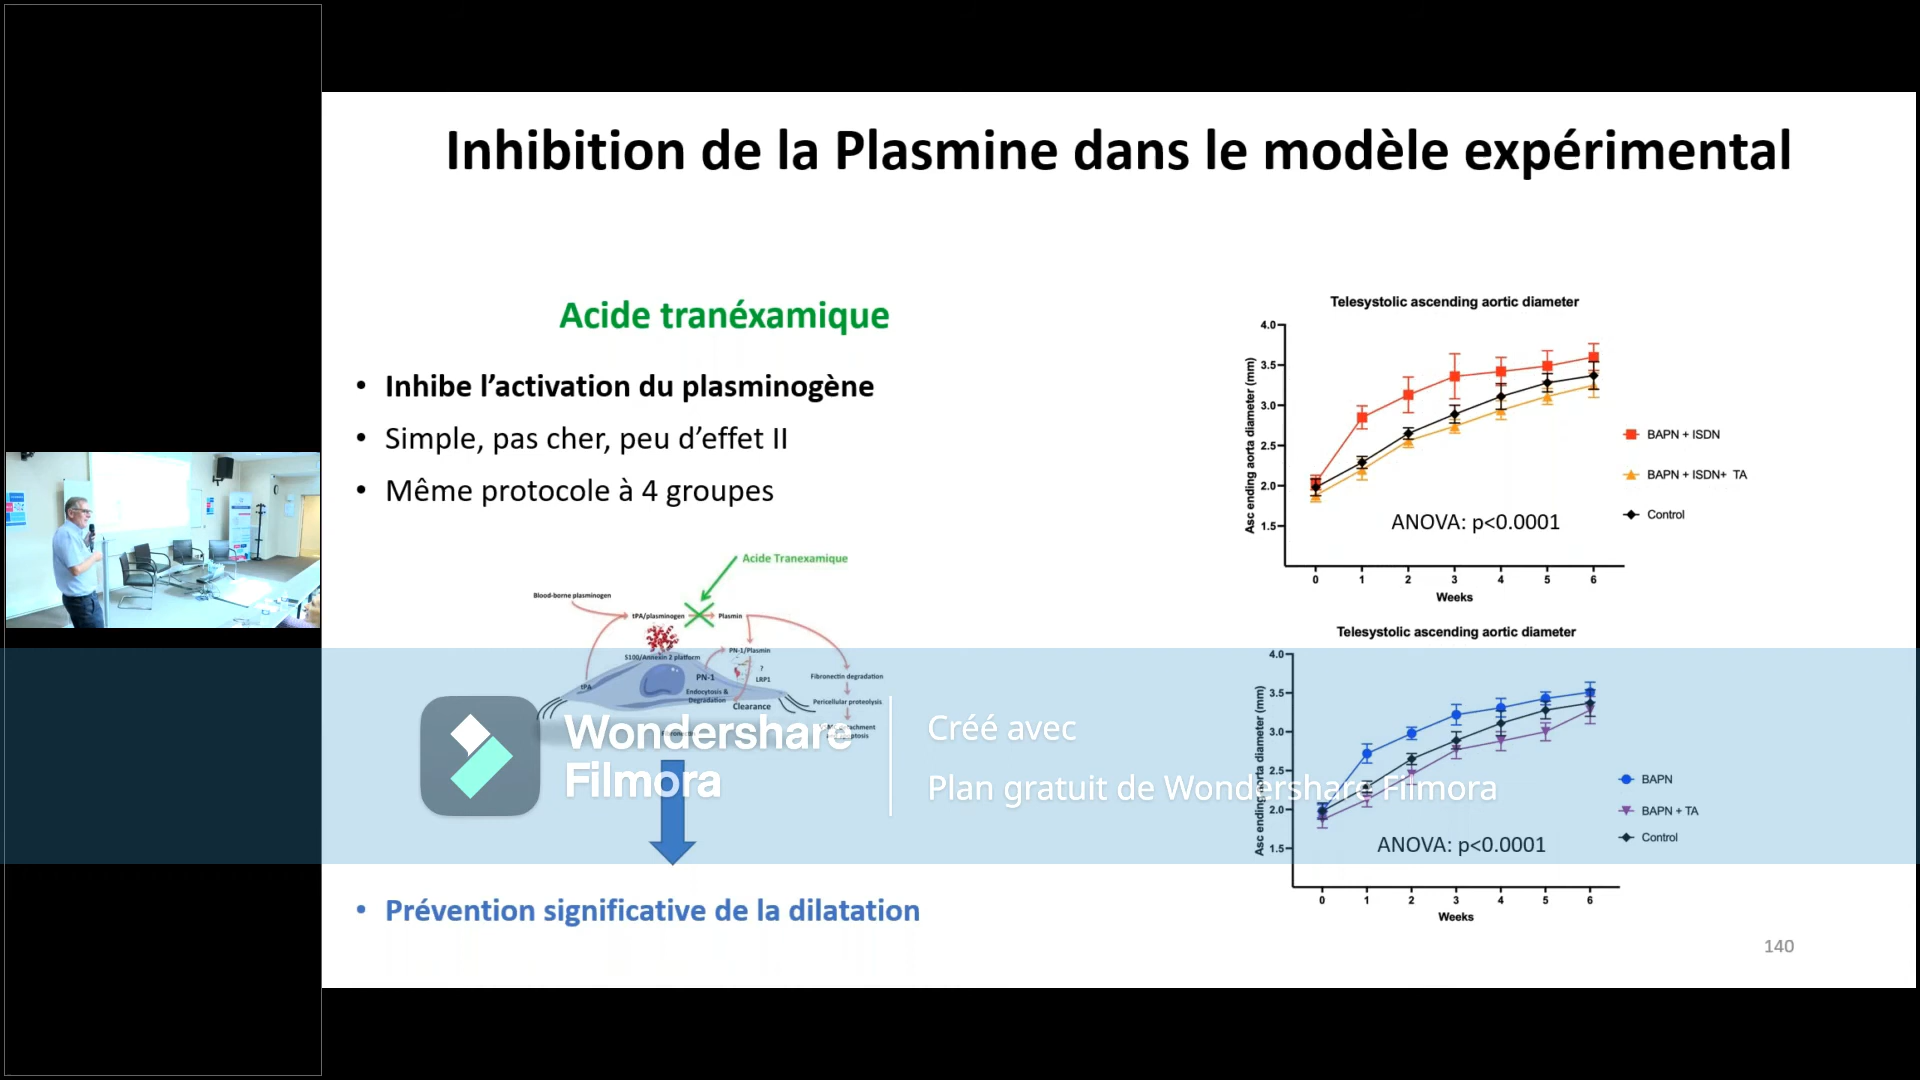 Inhibition de la Plasmine dans le modèle expérimental
Acide tranéxamique
• Inhibe l'activation du plasminogène
• Simple, pas cher, peu d'effet II
• Même protocole à 4 groupes
Acide Tranexamique
Blood-borne plasminogen
tPA/plasminogen
Plasmin
S100/Annexin 2 platform
PN-1/Plasmin
?
LRP1
tPA
PN-1
Endocytosis &
Degradation
Clearance
Fibronectin degradation
Pericellular proteolysis
• Prévention significative de la dilatation
Telesystolic ascending aortic diameter
Asc ending aorta diameter (mm)
4.0
3.5
3.0
2.5
2.0
1.5
0 1 2 3 4 5 6
Weeks
ANOVA: p<0.0001
BAPN + ISDN
BAPN + ISDN+ TA
Control
Telesystolic ascending aortic diameter
Asc ending aorta diameter (mm)
4.0
3.5
3.0
2.5
2.0
1.5
0 1 2 3 4 5 6
Weeks
ANOVA: p<0.0001
BAPN
BAPN + TA
Control
140
Wondershare
Filmora
Créé avec
Plan gratuit de Wondershare Filmora